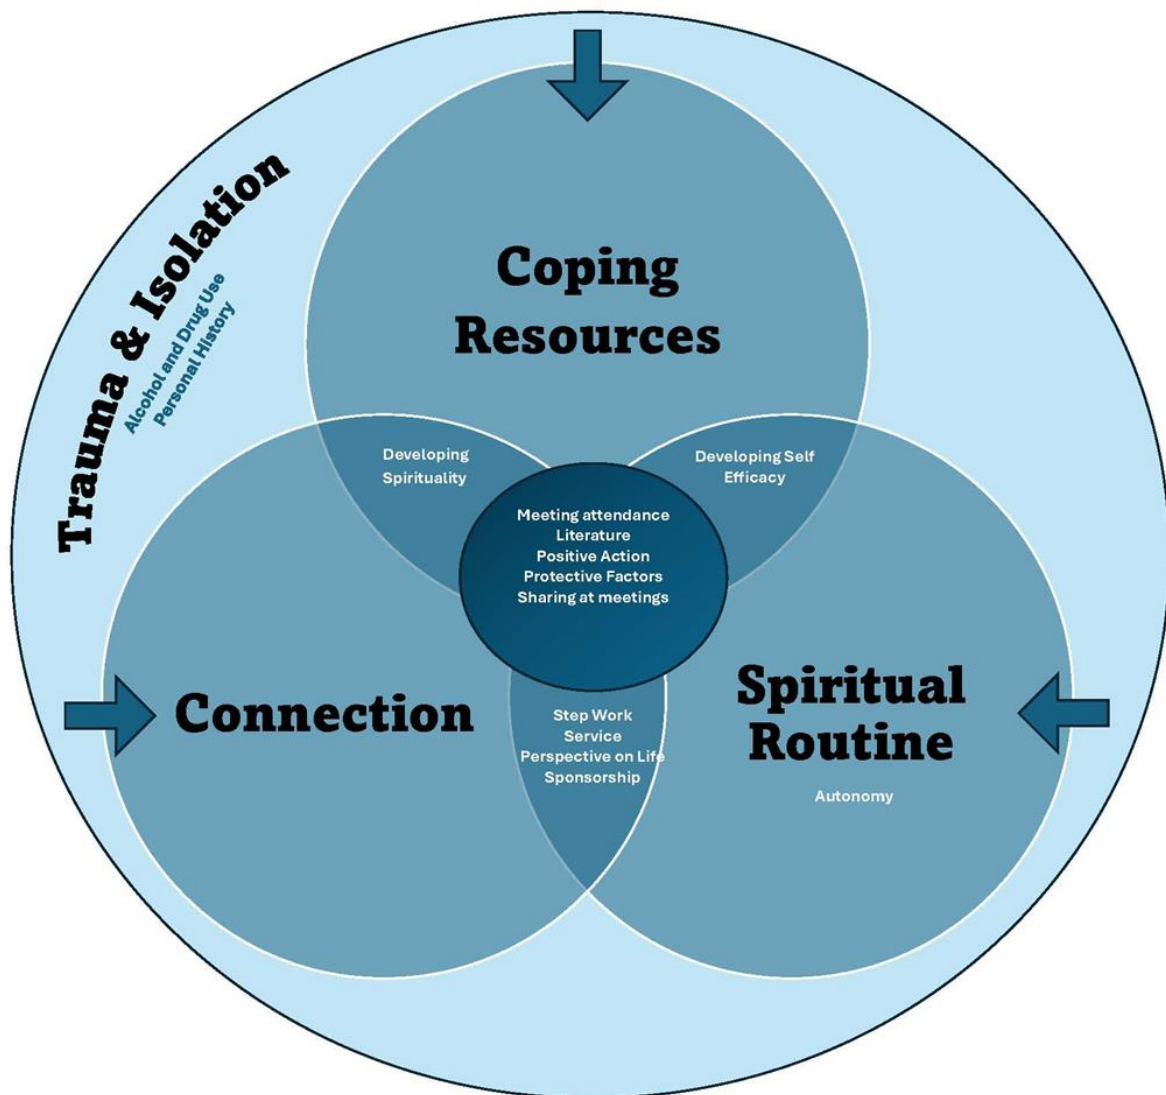 Trauma & Isolation
Alcohol and Drug Use
Personal History
Coping
Resources
Developing
Spirituality
Developing Self
Efficacy
Meeting attendance
Literature
Positive Action
Protective Factors
Sharing at meetings
Connection
Step Work
Service
Perspective on Life
Sponsorship
Spiritual
Routine
Autonomy